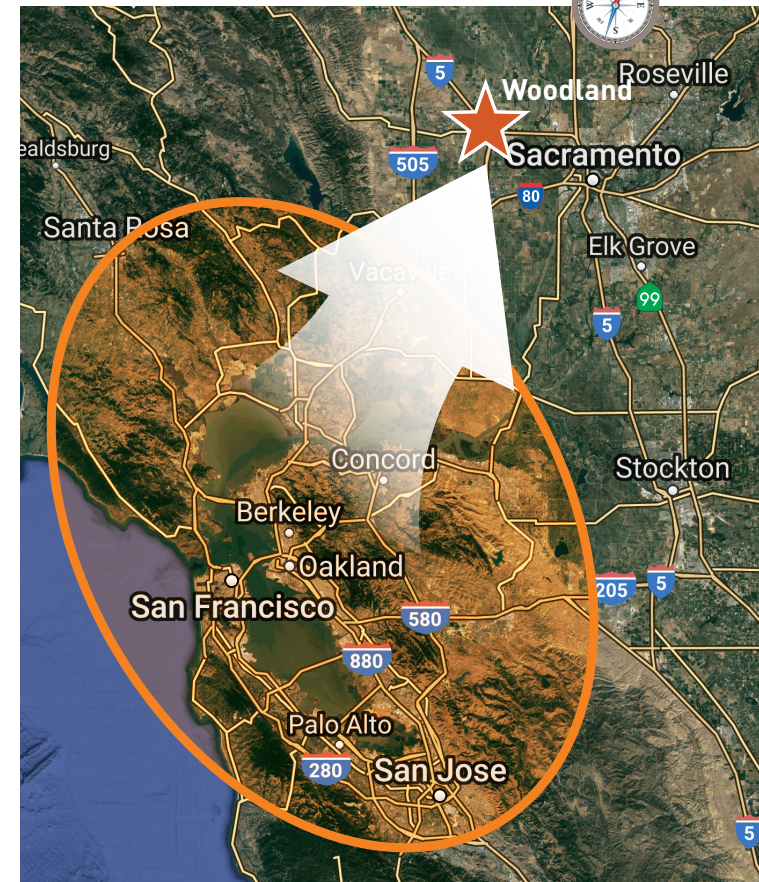 E
W
S
5
Roseville
Woodland
ealdsburg
505
Sacramento
80
Santa Rosa
Elk Grove
Vacaville
99
5
Concord
Stockton
Berkeley
Oakland
205
5
San Francisco
580
880
Palo Alto
280
San Jose
5